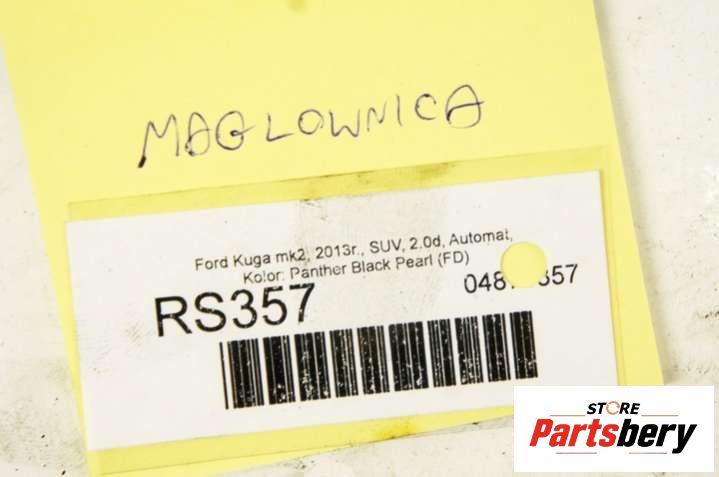 MAGLOWNICA
Ford Kuga mk2, 2013r., SUV, 2.0d, Automat,
Kolor: Panther Black Pearl (FD)
RS357
STORE
Partsbery